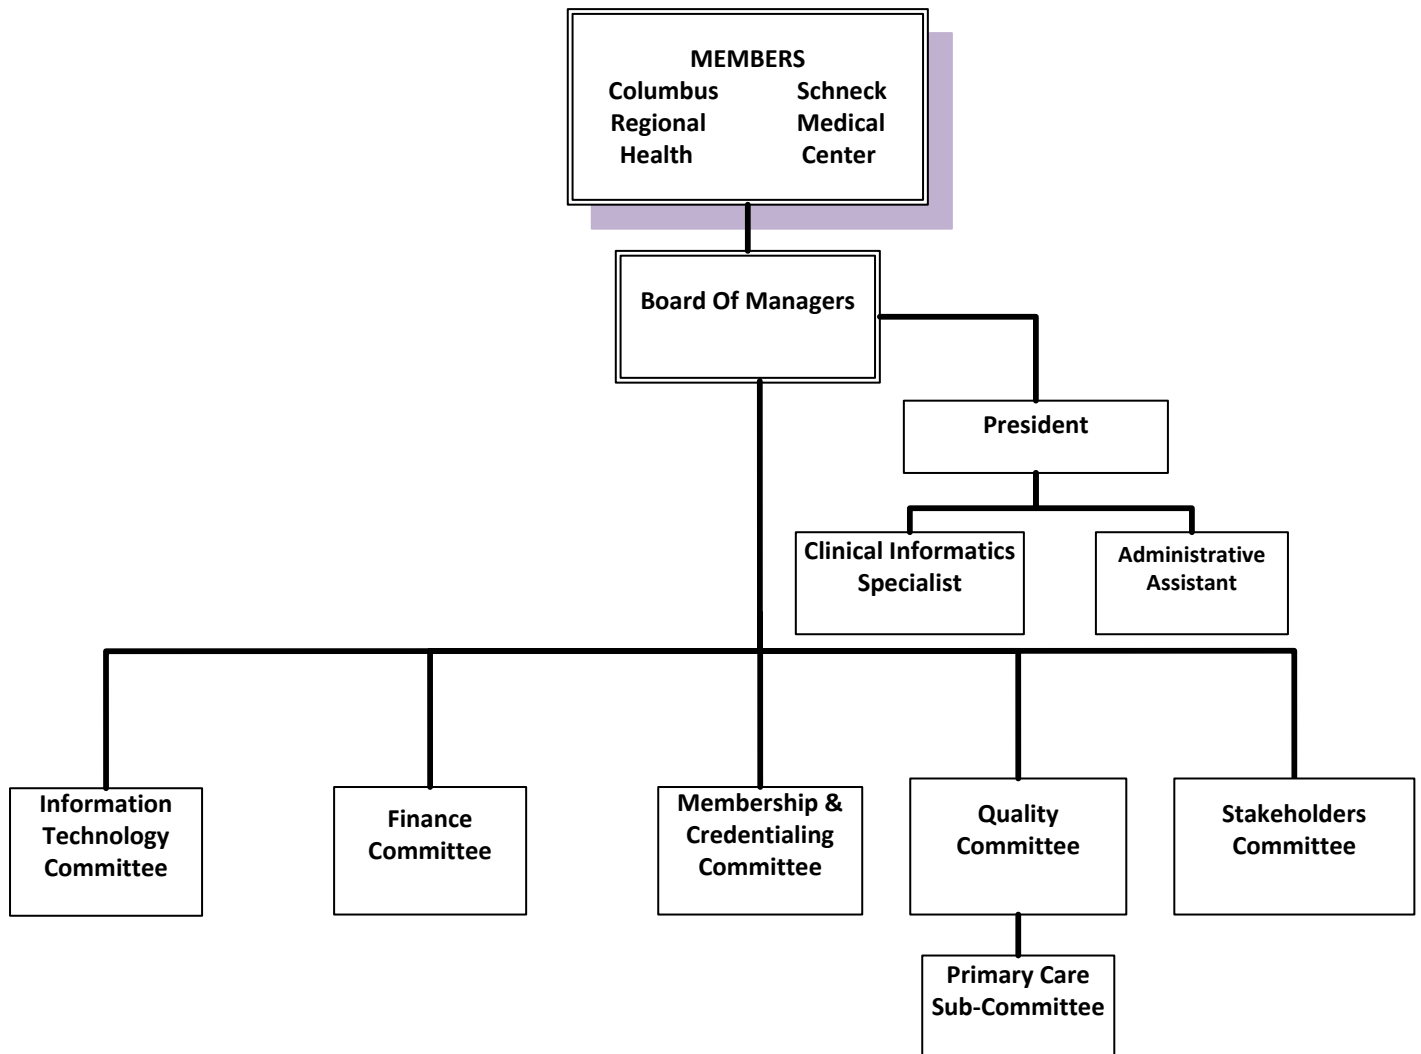 MEMBERS
Columbus Schneck
Regional Medical
Health Center
Board Of Managers
President
Clinical Informatics
Specialist
Administrative
Assistant
Information
Technology
Committee
Finance
Committee
Membership &
Credentialing
Committee
Quality
Committee
Stakeholders
Committee
Primary Care
Sub-Committee